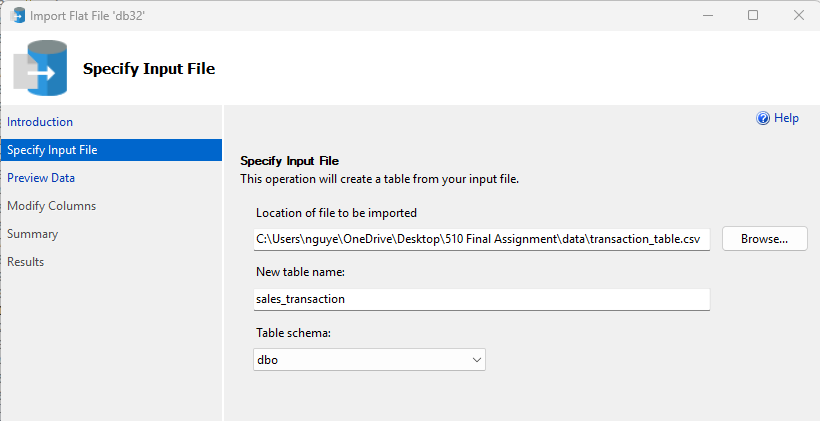 Import Flat File 'db32'
Specify Input File
Introduction
Specify Input File
Preview Data
Modify Columns
Summary
Results
Help
Specify Input File
This operation will create a table from your input file.
Location of file to be imported
C:\Users\nguye\OneDrive\Desktop\510 Final Assignment\data\transaction_table.csv
Browse...
New table name:
sales_transaction
Table schema:
dbo